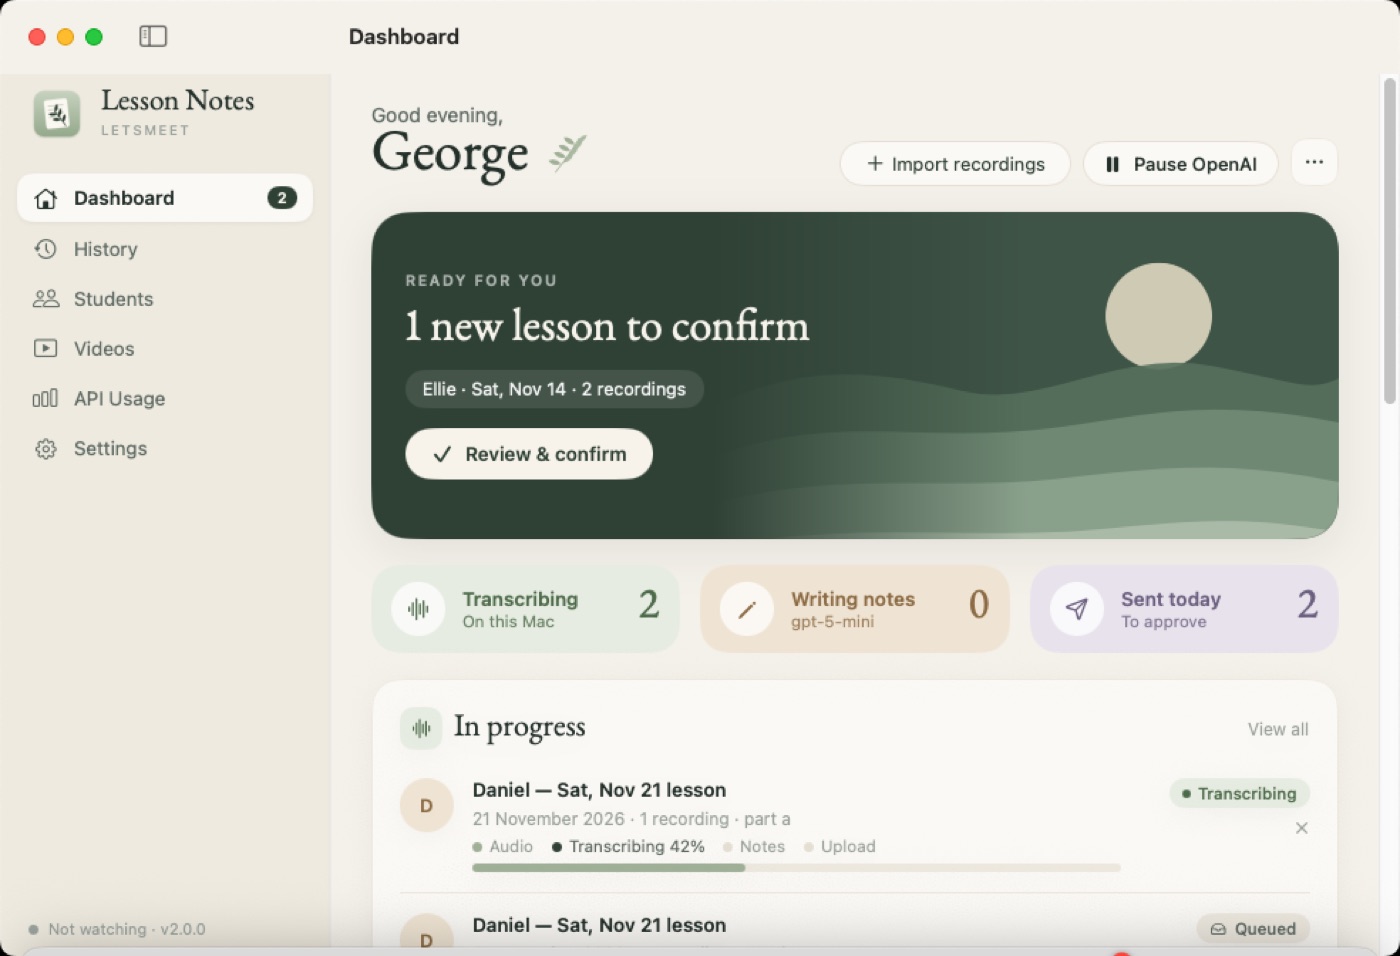 Dashboard
Lesson Notes
LETSMEET
Dashboard 2
History
Students
Videos
API Usage
Settings
Not watching · v2.0.0
Good evening,
George
+ Import recordings
Pause OpenAI
···
READY FOR YOU
1 new lesson to confirm
Ellie · Sat, Nov 14 · 2 recordings
Review & confirm
Transcribing 2
On this Mac
Writing notes 0
gpt-5-mini
Sent today 2
To approve
In progress
View all
D
Daniel — Sat, Nov 21 lesson
Transcribing
21 November 2026 · 1 recording · part a
Audio Transcribing 42% Notes Upload
D
Daniel — Sat, Nov 21 lesson
Queued